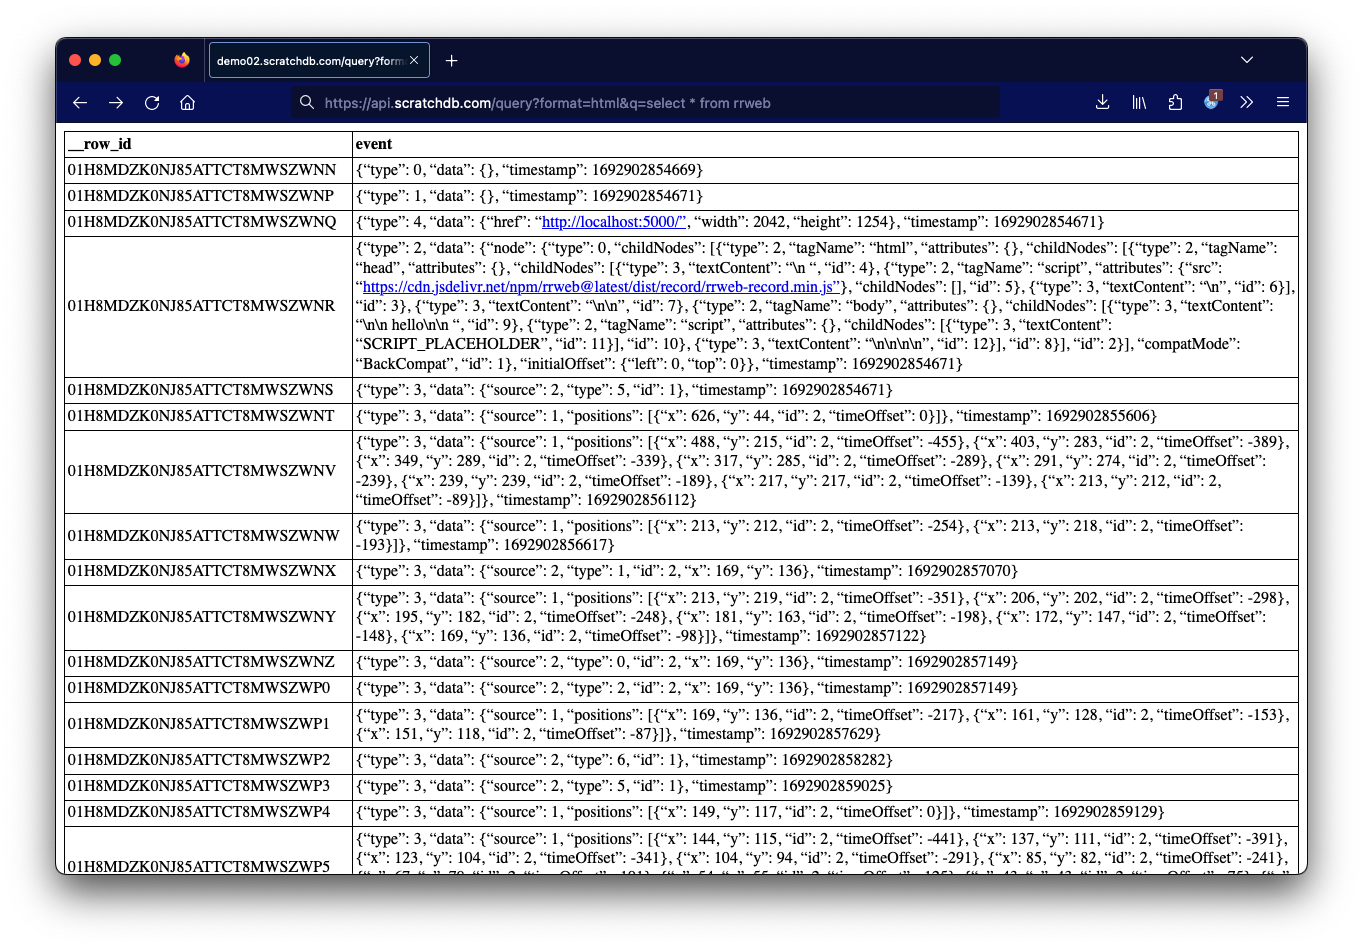 demo02.scratchdb.com/query?form
https://api.scratchdb.com/query?format=html&q=select * from rrweb
1
__row_id event
01H8MDZK0NJ85ATTCT8MWSZWNN {“type”: 0, “data”: {}, “timestamp”: 1692902854669}
01H8MDZK0NJ85ATTCT8MWSZWNP {“type”: 1, “data”: {}, “timestamp”: 1692902854671}
01H8MDZK0NJ85ATTCT8MWSZWNQ {“type”: 4, “data”: {“href”: “http://localhost:5000/”, “width”: 2042, “height”: 1254}, “timestamp”: 1692902854671}
01H8MDZK0NJ85ATTCT8MWSZWNR
{“type”: 2, “data”: {“node”: {“type”: 0, “childNodes”: [{“type”: 2, “tagName”: “html”, “attributes”: {}, “childNodes”: [{“type”: 2, “tagName”:
“head”, “attributes”: {}, “childNodes”: [{“type”: 3, “textContent”: “\n “, “id”: 4}, {“type”: 2, “tagName”: “script”, “attributes”: {“src”:
“https://cdn.jsdelivr.net/npm/rrweb@latest/dist/record/rrweb-record.min.js”}, “childNodes”: [], “id”: 5}, {“type”: 3, “textContent”: “\n”, “id”: 6}],
“id”: 3}, {“type”: 3, “textContent”: “\n\n”, “id”: 7}, {“type”: 2, “tagName”: “body”, “attributes”: {}, “childNodes”: [{“type”: 3, “textContent”:
“\n\n hello\n\n “, “id”: 9}, {“type”: 2, “tagName”: “script”, “attributes”: {}, “childNodes”: [{“type”: 3, “textContent”:
“SCRIPT_PLACEHOLDER”, “id”: 11}], “id”: 10}, {“type”: 3, “textContent”: “\n\n\n\n”, “id”: 12}], “id”: 8}], “id”: 2}], “compatMode”:
“BackCompat”, “id”: 1}, “initialOffset”: {“left”: 0, “top”: 0}}, “timestamp”: 1692902854671}
01H8MDZK0NJ85ATTCT8MWSZWNS {“type”: 3, “data”: {“source”: 2, “type”: 5, “id”: 1}, “timestamp”: 1692902854671}
01H8MDZK0NJ85ATTCT8MWSZWNT {“type”: 3, “data”: {“source”: 1, “positions”: [{“x”: 626, “y”: 44, “id”: 2, “timeOffset”: 0}]}, “timestamp”: 1692902855606}
01H8MDZK0NJ85ATTCT8MWSZWNV
{“type”: 3, “data”: {“source”: 1, “positions”: [{“x”: 488, “y”: 215, “id”: 2, “timeOffset”: -455}, {“x”: 403, “y”: 283, “id”: 2, “timeOffset”: -389},
{“x”: 349, “y”: 289, “id”: 2, “timeOffset”: -339}, {“x”: 317, “y”: 285, “id”: 2, “timeOffset”: -289}, {“x”: 291, “y”: 274, “id”: 2, “timeOffset”:
-239}, {“x”: 239, “y”: 239, “id”: 2, “timeOffset”: -189}, {“x”: 217, “y”: 217, “id”: 2, “timeOffset”: -139}, {“x”: 213, “y”: 212, “id”: 2,
“timeOffset”: -89}]}, “timestamp”: 1692902856112}
01H8MDZK0NJ85ATTCT8MWSZWNW
{“type”: 3, “data”: {“source”: 1, “positions”: [{“x”: 213, “y”: 212, “id”: 2, “timeOffset”: -254}, {“x”: 213, “y”: 218, “id”: 2, “timeOffset”:
-193}]}, “timestamp”: 1692902856617}
01H8MDZK0NJ85ATTCT8MWSZWNX {“type”: 3, “data”: {“source”: 2, “type”: 1, “id”: 2, “x”: 169, “y”: 136}, “timestamp”: 1692902857070}
01H8MDZK0NJ85ATTCT8MWSZWNY
{“type”: 3, “data”: {“source”: 1, “positions”: [{“x”: 213, “y”: 219, “id”: 2, “timeOffset”: -351}, {“x”: 206, “y”: 202, “id”: 2, “timeOffset”: -298},
{“x”: 195, “y”: 182, “id”: 2, “timeOffset”: -248}, {“x”: 181, “y”: 163, “id”: 2, “timeOffset”: -198}, {“x”: 172, “y”: 147, “id”: 2, “timeOffset”:
-148}, {“x”: 169, “y”: 136, “id”: 2, “timeOffset”: -98}]}, “timestamp”: 1692902857122}
01H8MDZK0NJ85ATTCT8MWSZWNZ {“type”: 3, “data”: {“source”: 2, “type”: 0, “id”: 2, “x”: 169, “y”: 136}, “timestamp”: 1692902857149}
01H8MDZK0NJ85ATTCT8MWSZWP0 {“type”: 3, “data”: {“source”: 2, “type”: 2, “id”: 2, “x”: 169, “y”: 136}, “timestamp”: 1692902857149}
01H8MDZK0NJ85ATTCT8MWSZWP1
{“type”: 3, “data”: {“source”: 1, “positions”: [{“x”: 169, “y”: 136, “id”: 2, “timeOffset”: -217}, {“x”: 161, “y”: 128, “id”: 2, “timeOffset”: -153},
{“x”: 151, “y”: 118, “id”: 2, “timeOffset”: -87}]}, “timestamp”: 1692902857629}
01H8MDZK0NJ85ATTCT8MWSZWP2 {“type”: 3, “data”: {“source”: 2, “type”: 6, “id”: 1}, “timestamp”: 1692902858282}
01H8MDZK0NJ85ATTCT8MWSZWP3 {“type”: 3, “data”: {“source”: 2, “type”: 5, “id”: 1}, “timestamp”: 1692902859025}
01H8MDZK0NJ85ATTCT8MWSZWP4 {“type”: 3, “data”: {“source”: 1, “positions”: [{“x”: 149, “y”: 117, “id”: 2, “timeOffset”: 0}]}, “timestamp”: 1692902859129}
01H8MDZK0NJ85ATTCT8MWSZWP5
{“type”: 3, “data”: {“source”: 1, “positions”: [{“x”: 144, “y”: 115, “id”: 2, “timeOffset”: -441}, {“x”: 137, “y”: 111, “id”: 2, “timeOffset”: -391},
{“x”: 123, “y”: 104, “id”: 2, “timeOffset”: -341}, {“x”: 104, “y”: 94, “id”: 2, “timeOffset”: -291}, {“x”: 85, “y”: 82, “id”: 2, “timeOffset”: -241},